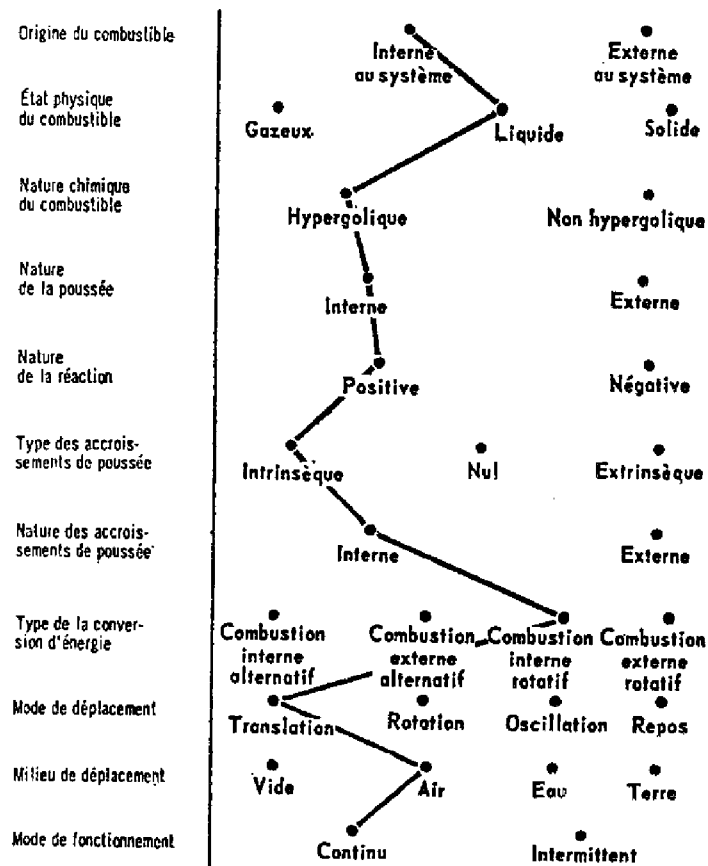 Origine du combustible
Interne
au système
Externe
au système
État physique
du combustible
Gazeux
Liquide
Solide
Nature chimique
du combustible
Hypergolique
Non hypergolique
Nature
de la poussée
Interne
Externe
Nature
de la réaction
Positive
Négative
Type des accrois-
sements de poussée
Intrinsèque
Nul
Extrinsèque
Nature des accrois-
sements de poussée
Interne
Externe
Type de la conver-
sion d'énergie
Combustion
interne
alternatif
Combustion
externe
alternatif
Combustion
interne
rotatif
Combustion
externe
rotatif
Mode de déplacement
Translation
Rotation
Oscillation
Repos
Milieu de déplacement
Vide
Air
Eau
Terre
Mode de fonctionnement
Continu
Intermittent